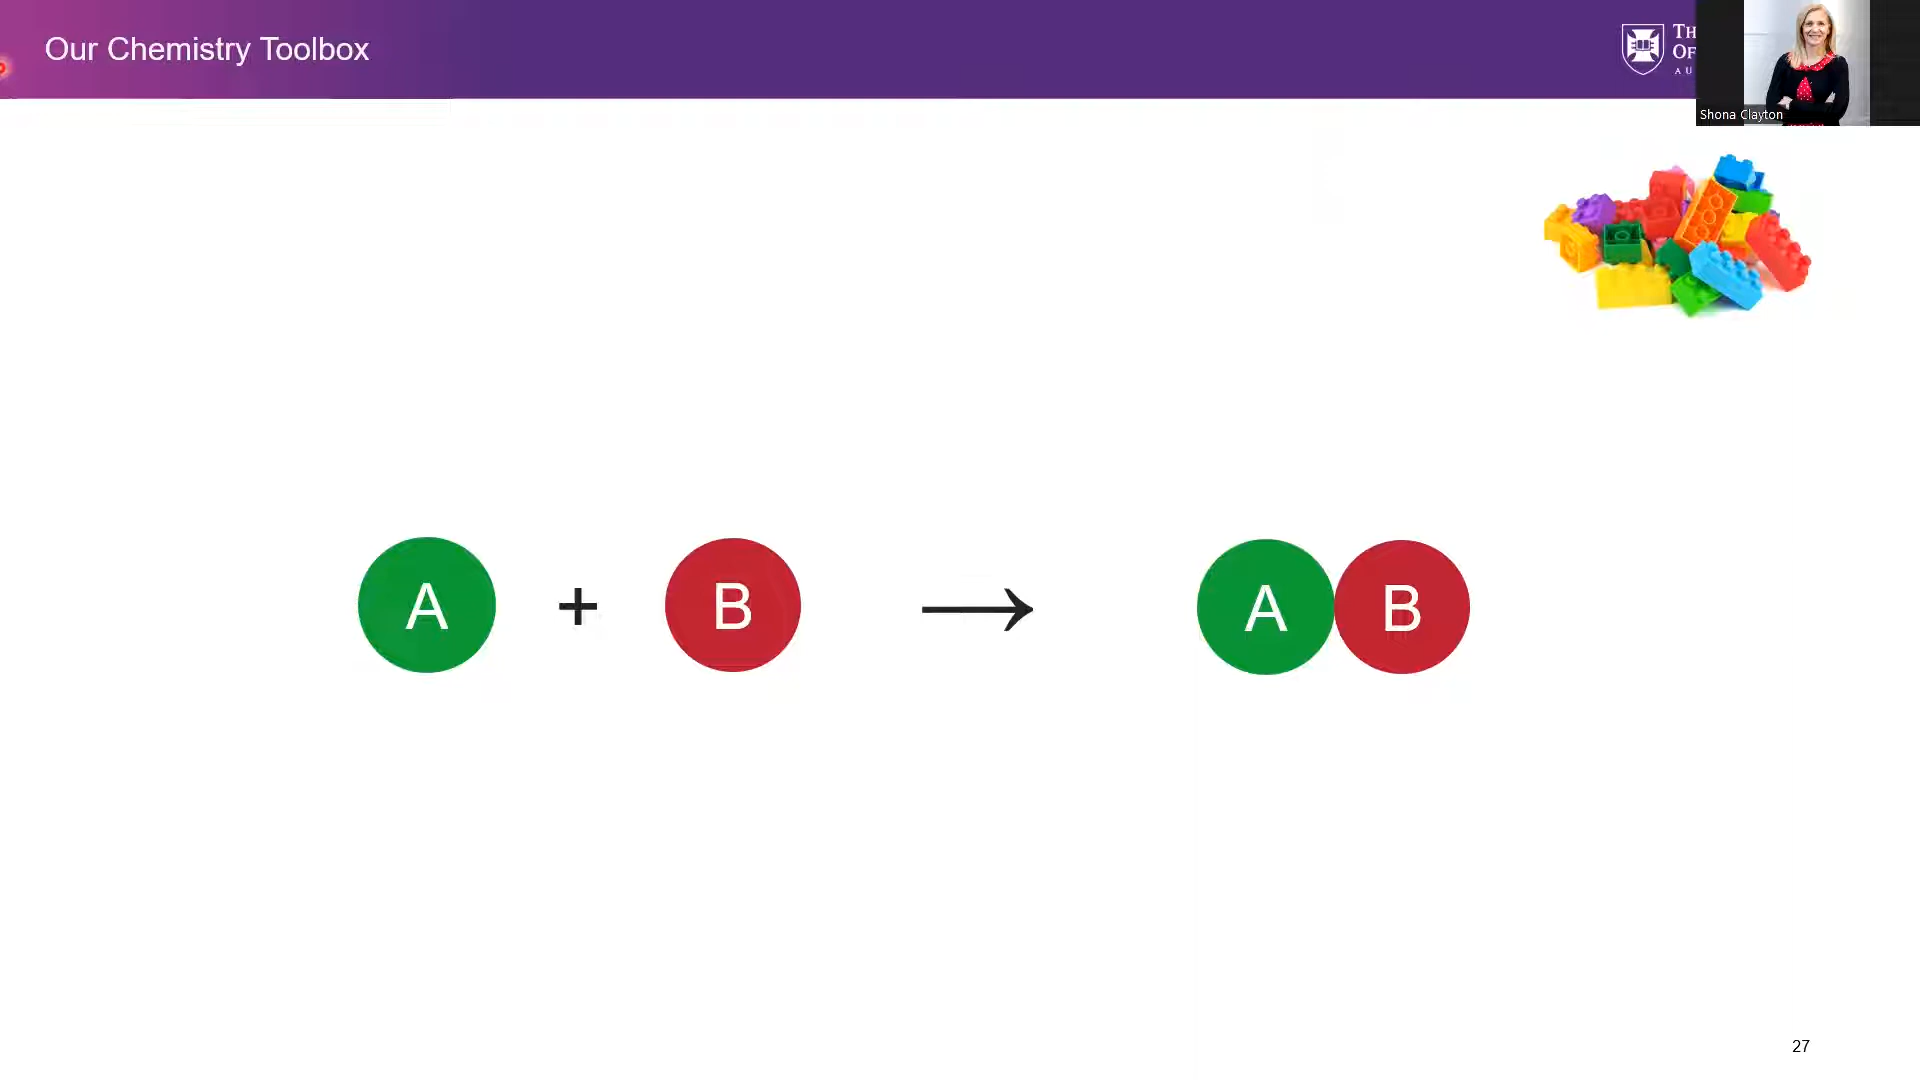 Our Chemistry Toolbox
Shona Clayton
A + B → A B
27